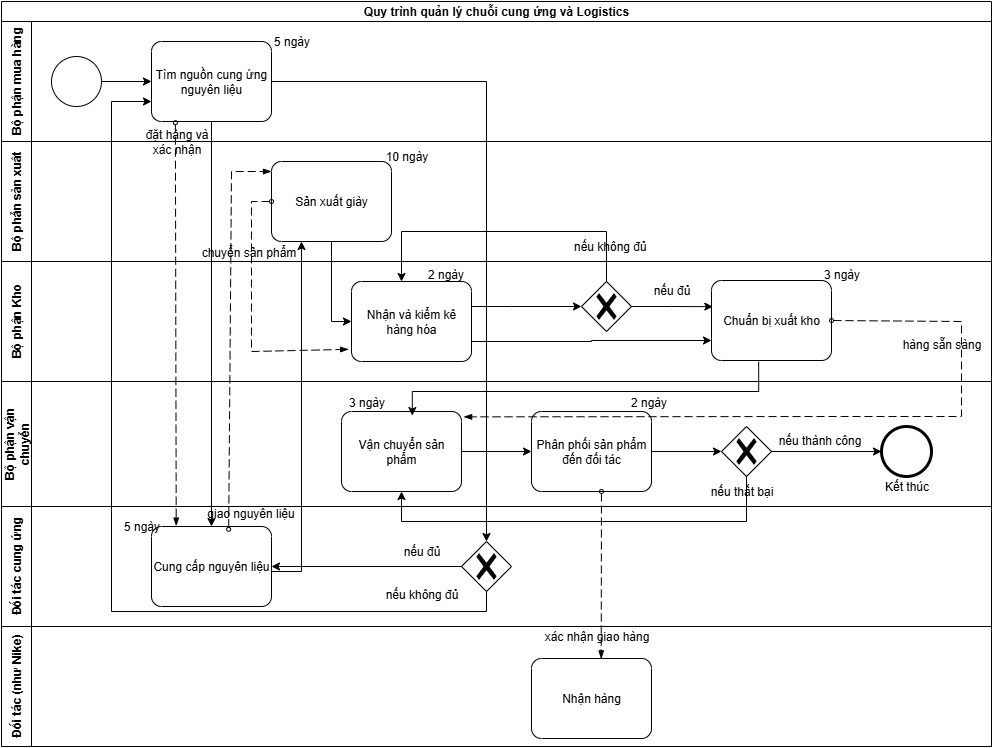 Quy trình quản lý chuỗi cung ứng và Logistics
Bộ phận mua hàng
5 ngày
Tìm nguồn cung ứng
nguyên liệu
đặt hàng và
xác nhận
Bộ phận sản xuất
10 ngày
Sản xuất giày
chuyển sản phẩm
nếu không đủ
Bộ phận Kho
2 ngày
Nhận và kiểm kê
hàng hóa
nếu đủ
3 ngày
Chuẩn bị xuất kho
hàng sẵn sàng
Bộ phận vận
chuyển
3 ngày
Vận chuyển sản
phẩm
2 ngày
Phân phối sản phẩm
đến đối tác
nếu thành công
nếu thất bại
Kết thúc
Đối tác cung ứng
giao nguyên liệu
5 ngày
Cung cấp nguyên liệu
nếu đủ
nếu không đủ
Đối tác (như Nike)
xác nhận giao hàng
Nhận hàng